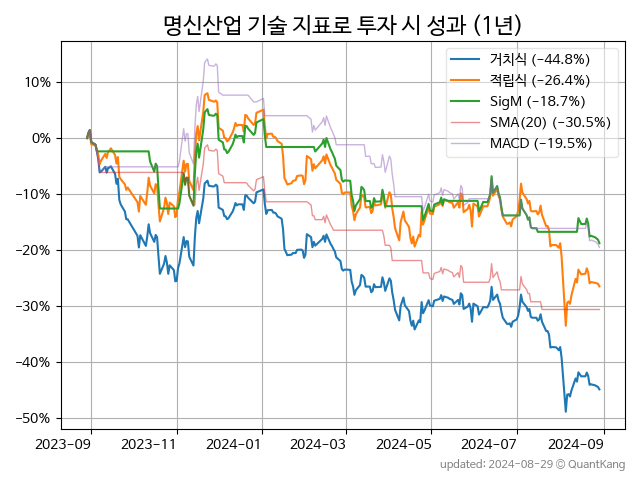 명신산업 기술 지표로 투자 시 성과 (1년)
거치식 (−44.8%)
적립식 (−26.4%)
SigM (−18.7%)
SMA(20) (−30.5%)
MACD (−19.5%)
10%
0%
−10%
−20%
−30%
−40%
−50%
2023-09 2023-11 2024-01 2024-03 2024-05 2024-07 2024-09
updated: 2024-08-29 © QuantKang